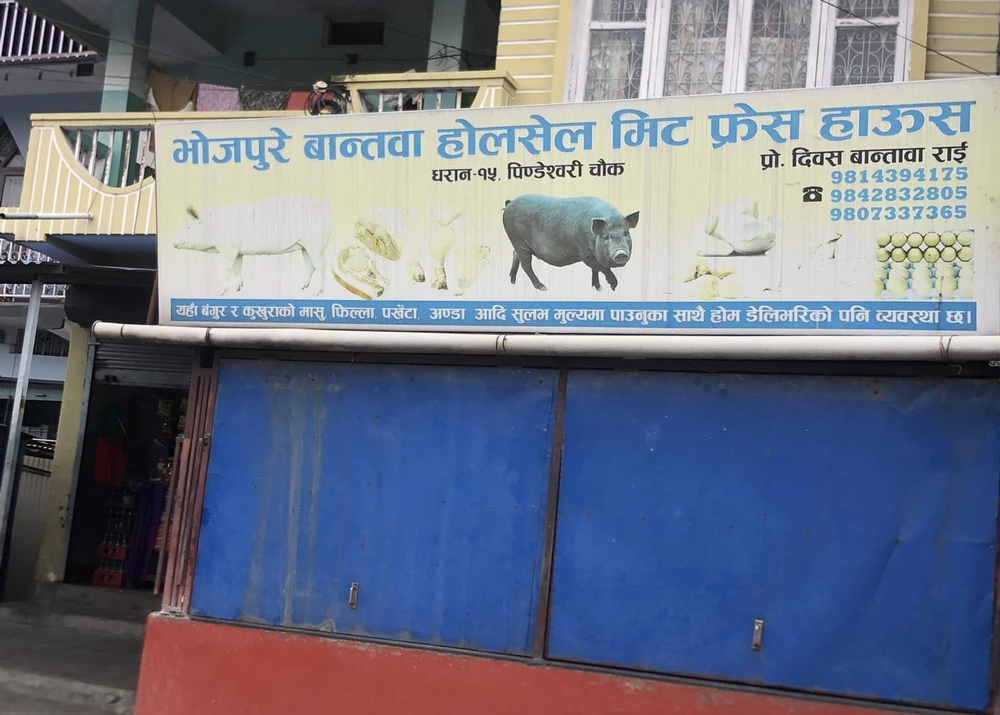 भोजपुरे बान्तवा होलसेल मिट फ्रेस हाऊस
धरान-१५, पिण्डेश्वरी चौक
प्रो. दिवस बान्तावा राई
9814394175
☎ 9842832805
9807337365
यहाँ बंगुर र कुखुराको मासु, फिल्ला, पखैटा, अण्डा आदि सुलभ मुल्यमा पाउनुका साथै होम डेलिभरिको पनि व्यवस्था छ।